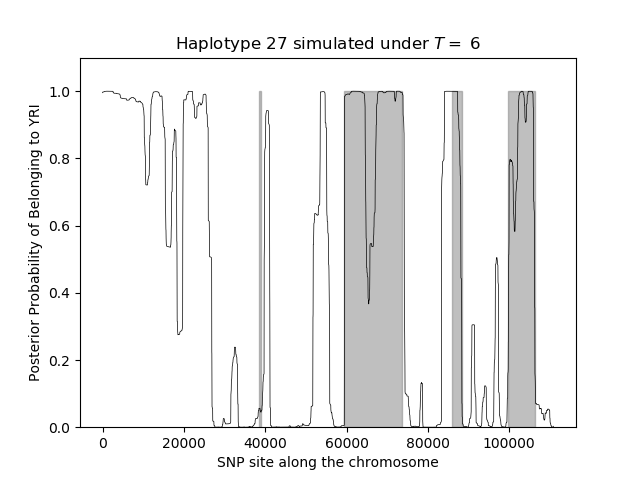 Haplotype 27 simulated under T = 6
Posterior Probability of Belonging to YRI
1.0
0.8
0.6
0.4
0.2
0.0
0 20000 40000 60000 80000 100000
SNP site along the chromosome